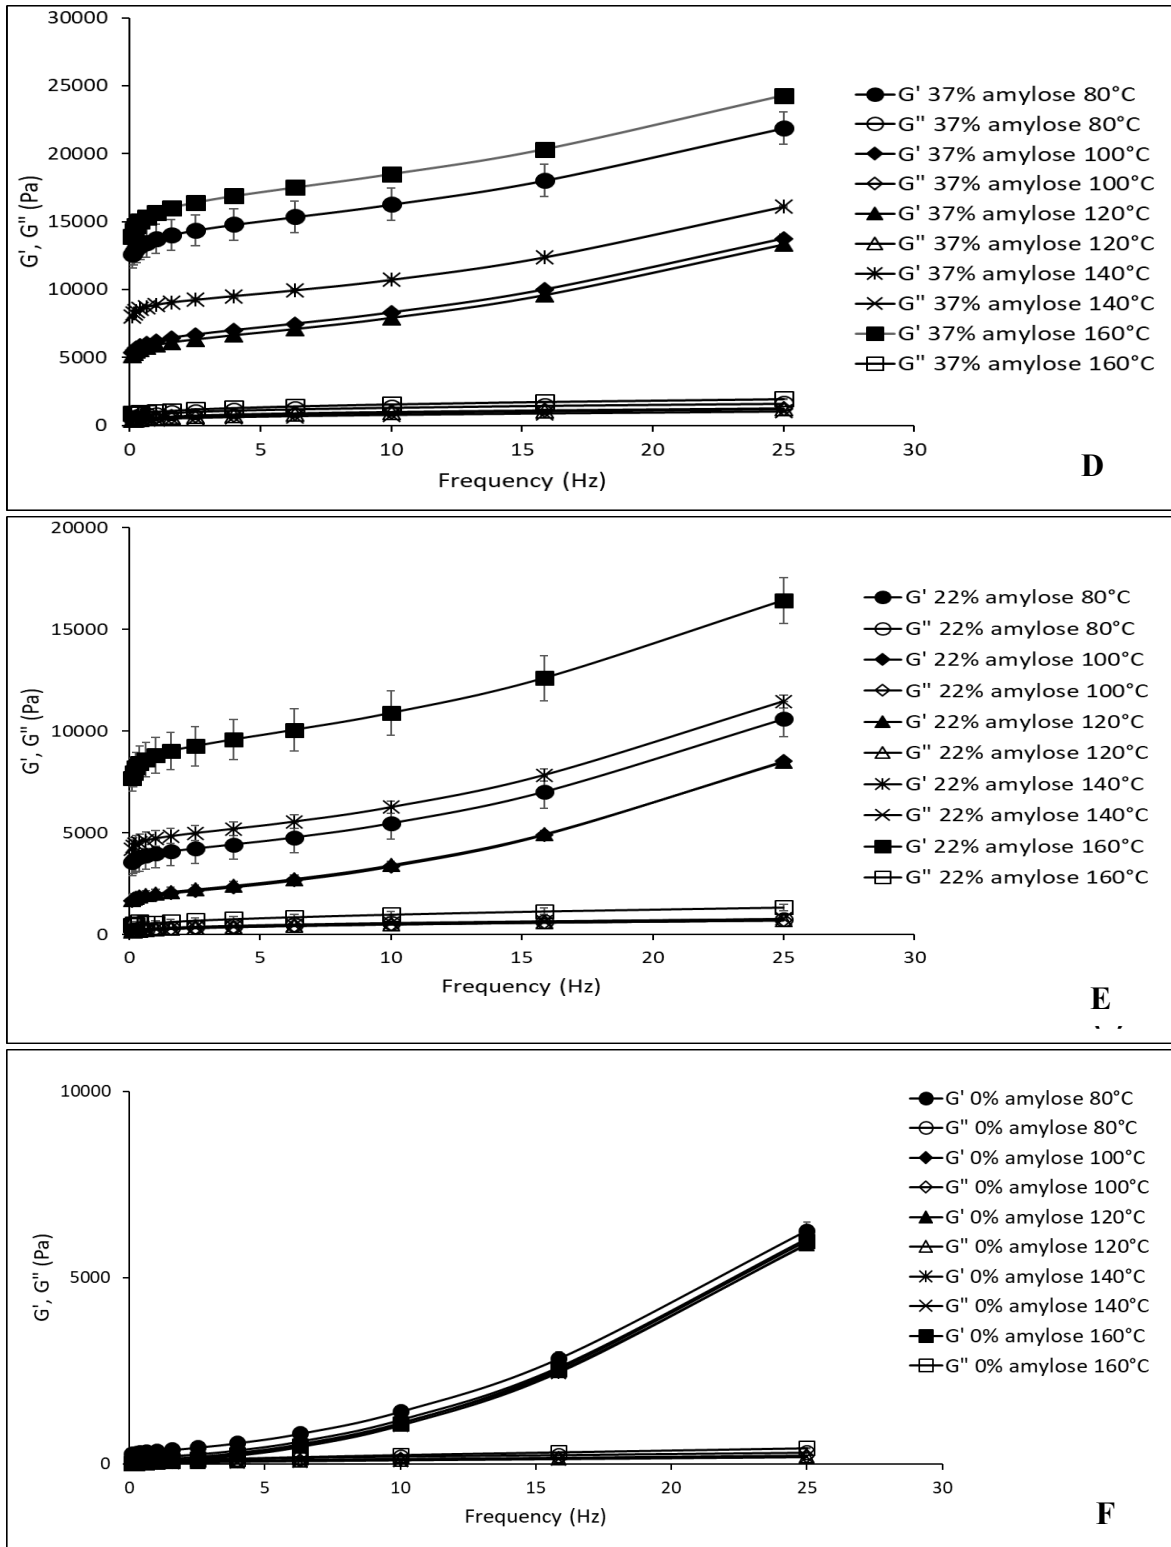 30000
25000
20000
15000
10000
5000
0
G', G" (Pa)
0 5 10 15 20 25 30
Frequency (Hz)
G' 37% amylose 80°C
G" 37% amylose 80°C
G' 37% amylose 100°C
G" 37% amylose 100°C
G' 37% amylose 120°C
G" 37% amylose 120°C
G' 37% amylose 140°C
G" 37% amylose 140°C
G' 37% amylose 160°C
G" 37% amylose 160°C
D
20000
15000
10000
5000
0
G', G" (Pa)
0 5 10 15 20 25 30
Frequency (Hz)
G' 22% amylose 80°C
G" 22% amylose 80°C
G' 22% amylose 100°C
G" 22% amylose 100°C
G' 22% amylose 120°C
G" 22% amylose 120°C
G' 22% amylose 140°C
G" 22% amylose 140°C
G' 22% amylose 160°C
G" 22% amylose 160°C
E
10000
5000
0
G', G" (Pa)
0 5 10 15 20 25 30
Frequency (Hz)
G' 0% amylose 80°C
G" 0% amylose 80°C
G' 0% amylose 100°C
G" 0% amylose 100°C
G' 0% amylose 120°C
G" 0% amylose 120°C
G' 0% amylose 140°C
G" 0% amylose 140°C
G' 0% amylose 160°C
G" 0% amylose 160°C
F